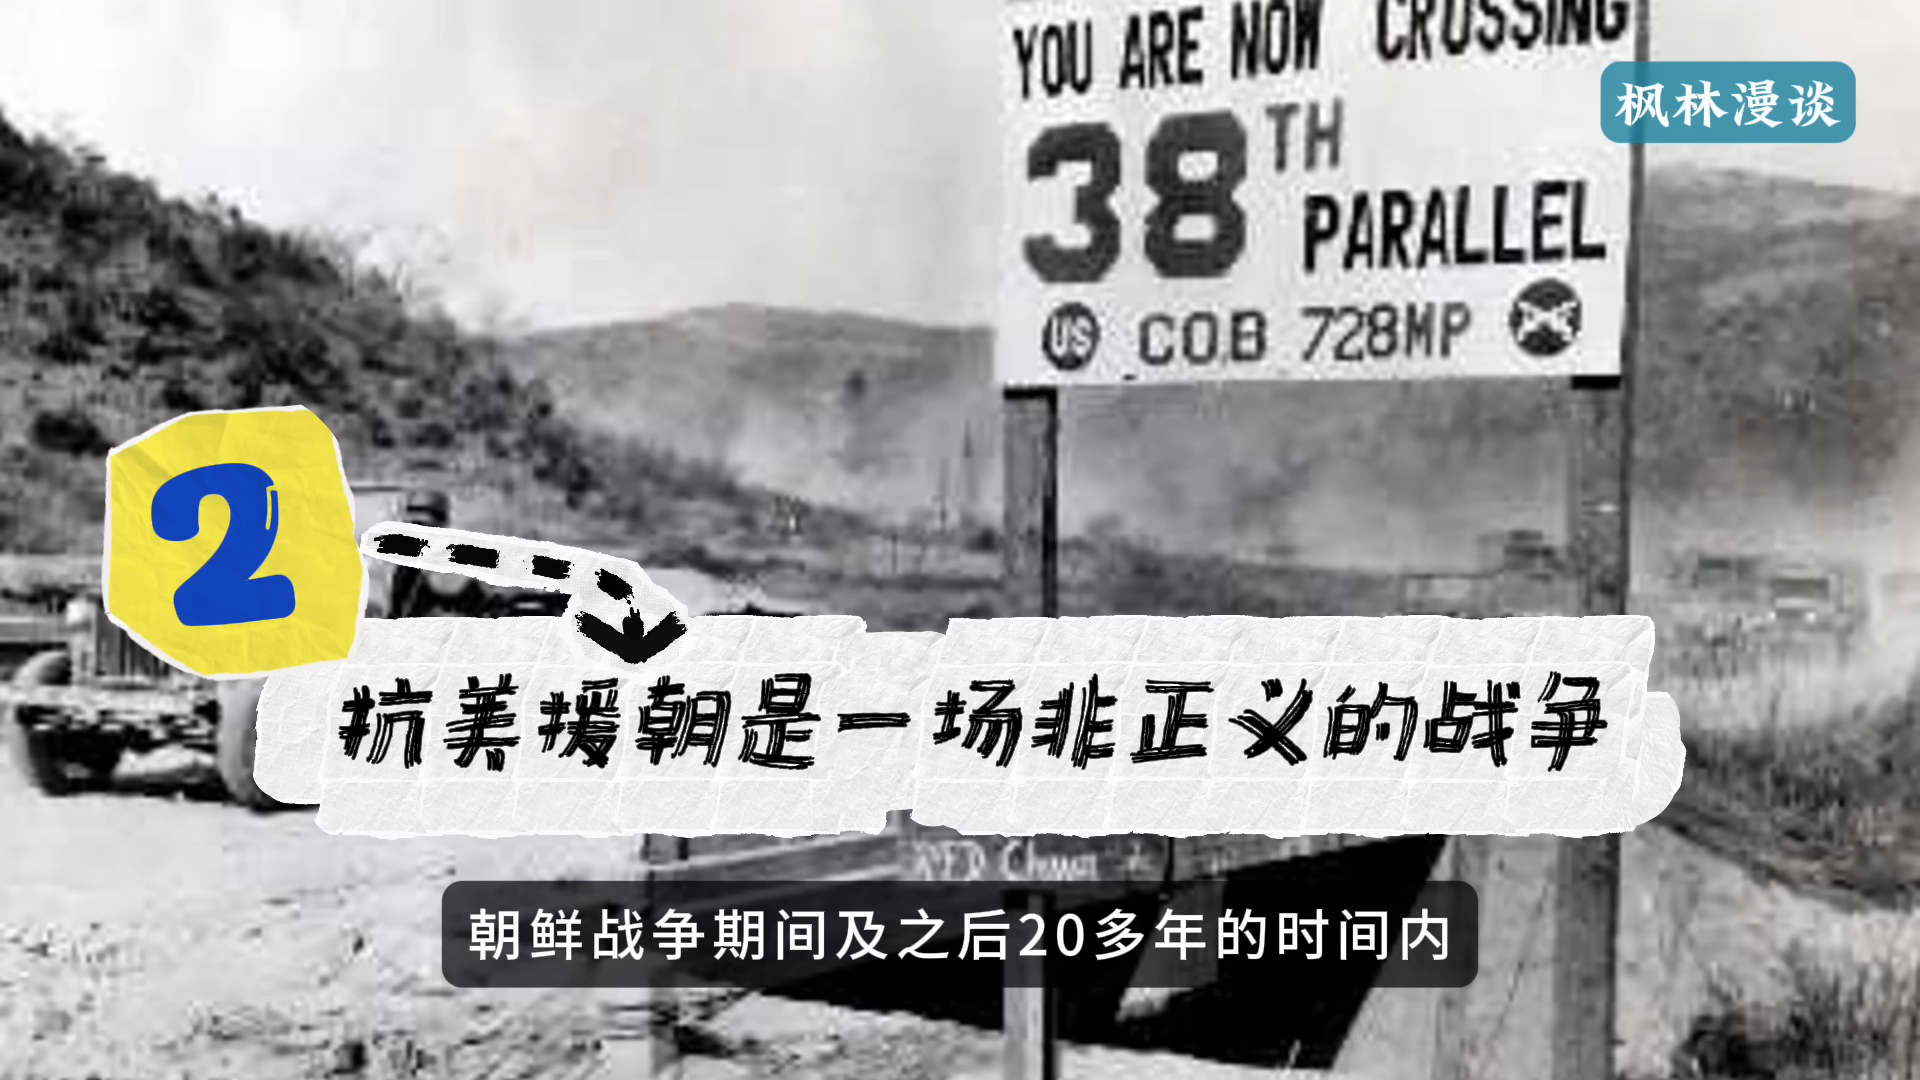 YOU ARE NOW CROSSING
38TH
PARALLEL
US COB 728MP
枫林漫谈
2
抗美援朝是一场非正义的战争
朝鲜战争期间及之后20多年的时间内